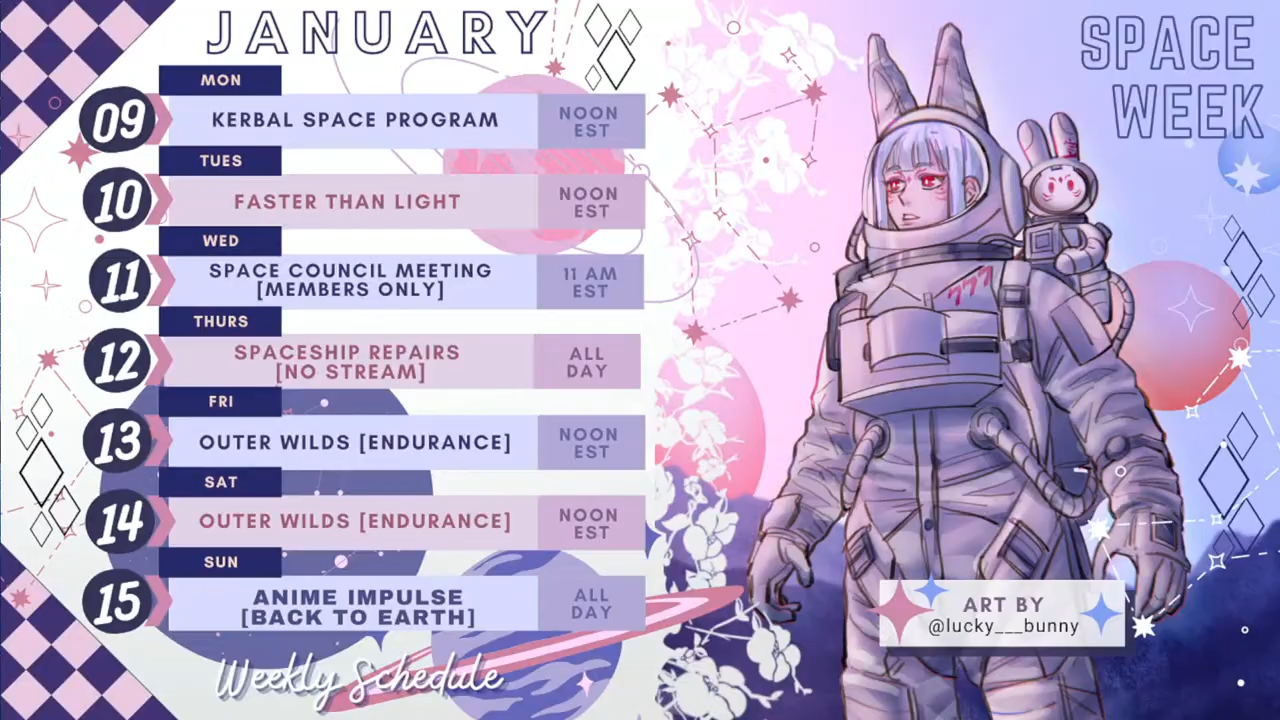 JANUARY
SPACE
WEEK
MON
09
KERBAL SPACE PROGRAM
NOON
EST
TUES
10
FASTER THAN LIGHT
NOON
EST
WED
11
SPACE COUNCIL MEETING
[MEMBERS ONLY]
11 AM
EST
THURS
12
SPACESHIP REPAIRS
[NO STREAM]
ALL
DAY
FRI
13
OUTER WILDS [ENDURANCE]
NOON
EST
SAT
14
OUTER WILDS [ENDURANCE]
NOON
EST
SUN
15
ANIME IMPULSE
[BACK TO EARTH]
ALL
DAY
Weekly Schedule
ART BY
@lucky___bunny